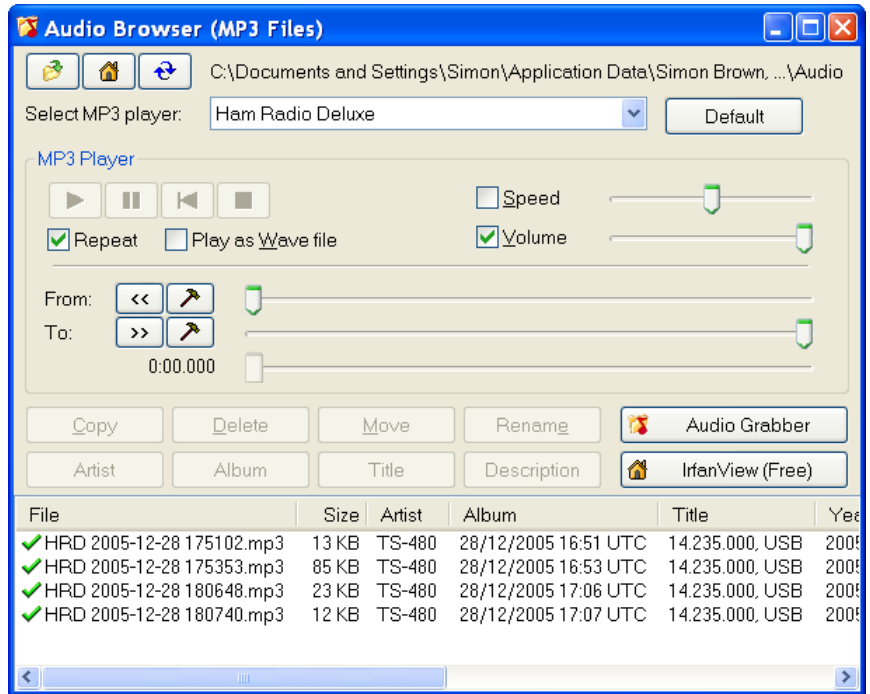 Audio Browser (MP3 Files)
C:\Documents and Settings\Simon\Application Data\Simon Brown, ...\Audio
Select MP3 player: Ham Radio Deluxe Default
MP3 Player
Speed
Repeat Play as Wave file Volume
From: <<
To: >>
0:00.000
Copy Delete Move Rename Audio Grabber
Artist Album Title Description IrfanView (Free)
File Size Artist Album Title Yea
HRD 2005-12-28 175102.mp3 13 KB TS-480 28/12/2005 16:51 UTC 14.235.000, USB 2005
HRD 2005-12-28 175353.mp3 85 KB TS-480 28/12/2005 16:53 UTC 14.235.000, USB 2005
HRD 2005-12-28 180648.mp3 23 KB TS-480 28/12/2005 17:06 UTC 14.235.000, USB 2005
HRD 2005-12-28 180740.mp3 12 KB TS-480 28/12/2005 17:07 UTC 14.235.000, USB 2005